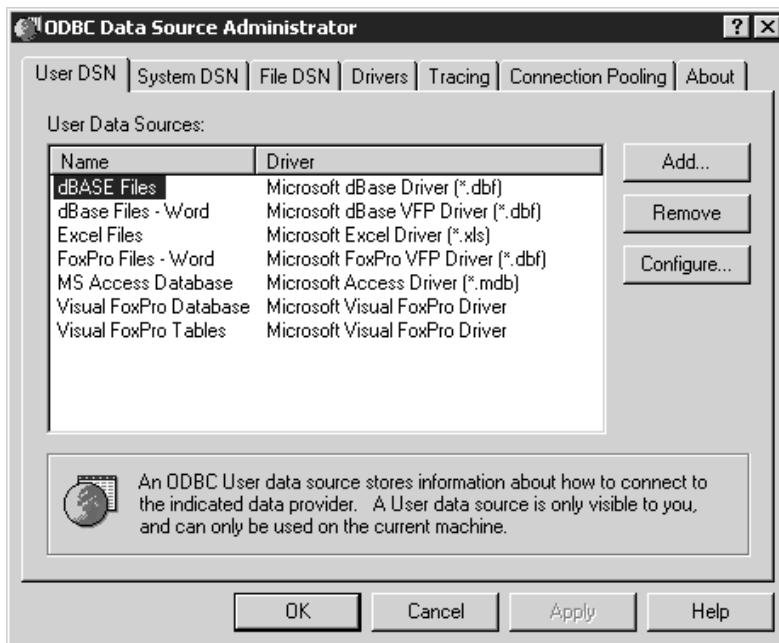 ODBC Data Source Administrator
User DSN System DSN File DSN Drivers Tracing Connection Pooling About
User Data Sources:
Name Driver
dBASE Files Microsoft dBase Driver (*.dbf)
dBase Files - Word Microsoft dBase VFP Driver (*.dbf)
Excel Files Microsoft Excel Driver (*.xls)
FoxPro Files - Word Microsoft FoxPro VFP Driver (*.dbf)
MS Access Database Microsoft Access Driver (*.mdb)
Visual FoxPro Database Microsoft Visual FoxPro Driver
Visual FoxPro Tables Microsoft Visual FoxPro Driver
Add...
Remove
Configure...
An ODBC User data source stores information about how to connect to
the indicated data provider. A User data source is only visible to you,
and can only be used on the current machine.
OK Cancel Apply Help